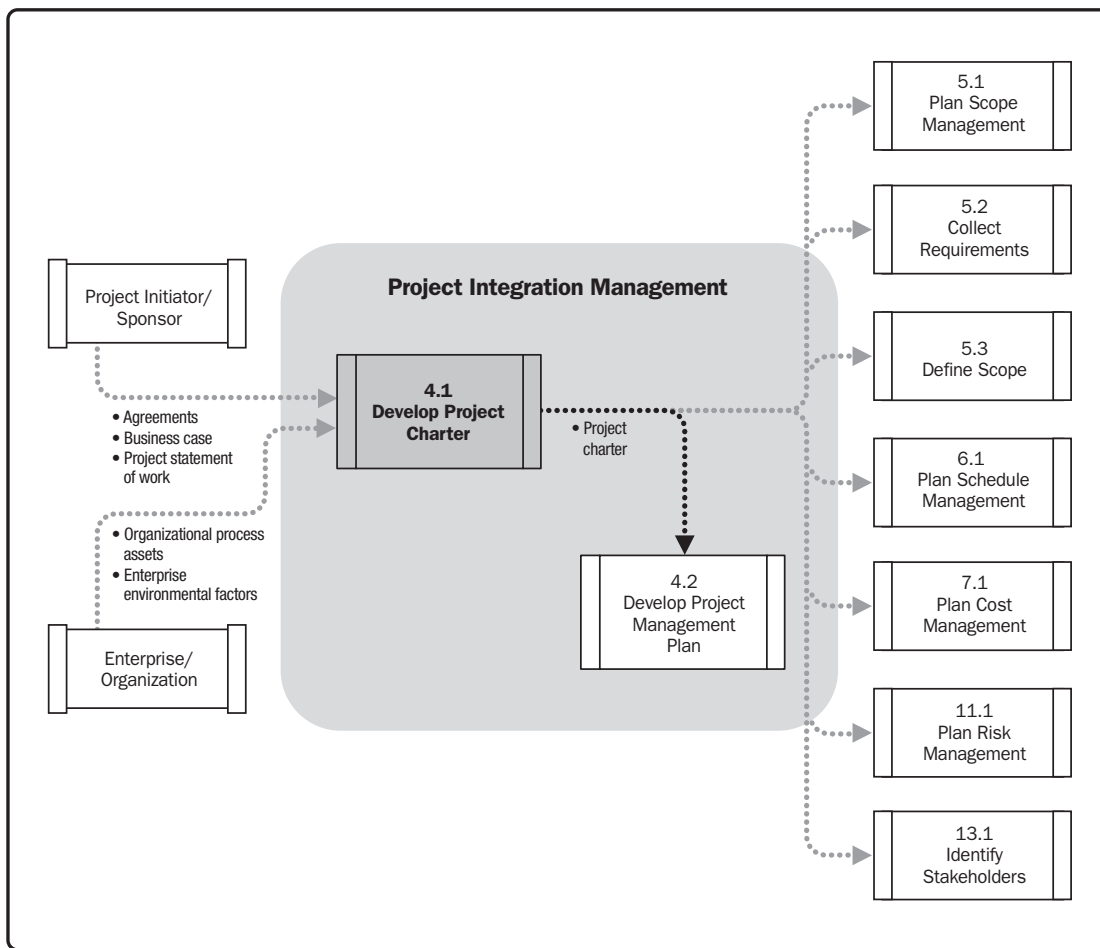 Project Initiator/
Sponsor
• Agreements
• Business case
• Project statement
of work
• Organizational process
assets
• Enterprise
environmental factors
Enterprise/
Organization
Project Integration Management
4.1
Develop Project
Charter
• Project
charter
4.2
Develop Project
Management
Plan
5.1
Plan Scope
Management
5.2
Collect
Requirements
5.3
Define Scope
6.1
Plan Schedule
Management
7.1
Plan Cost
Management
11.1
Plan Risk
Management
13.1
Identify
Stakeholders